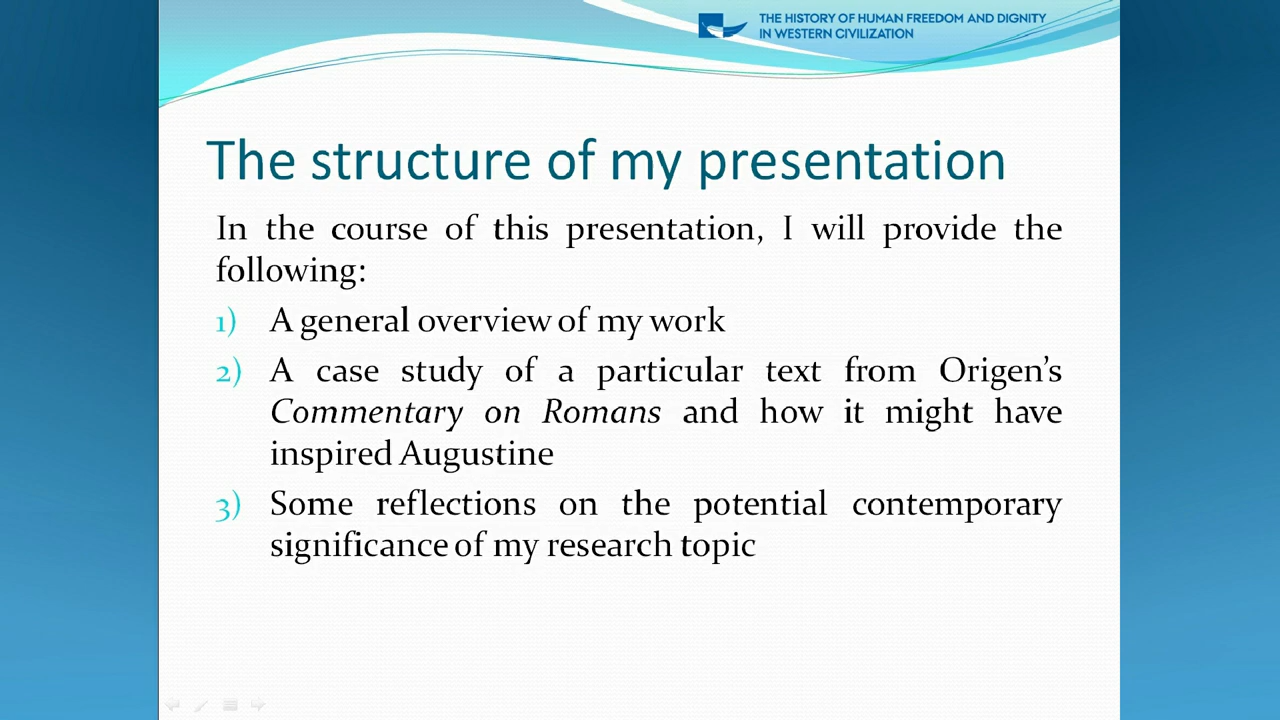 THE HISTORY OF HUMAN FREEDOM AND DIGNITY
IN WESTERN CIVILIZATION
The structure of my presentation
In the course of this presentation, I will provide the
following:
1) A general overview of my work
2) A case study of a particular text from Origen’s
Commentary on Romans and how it might have
inspired Augustine
3) Some reflections on the potential contemporary
significance of my research topic